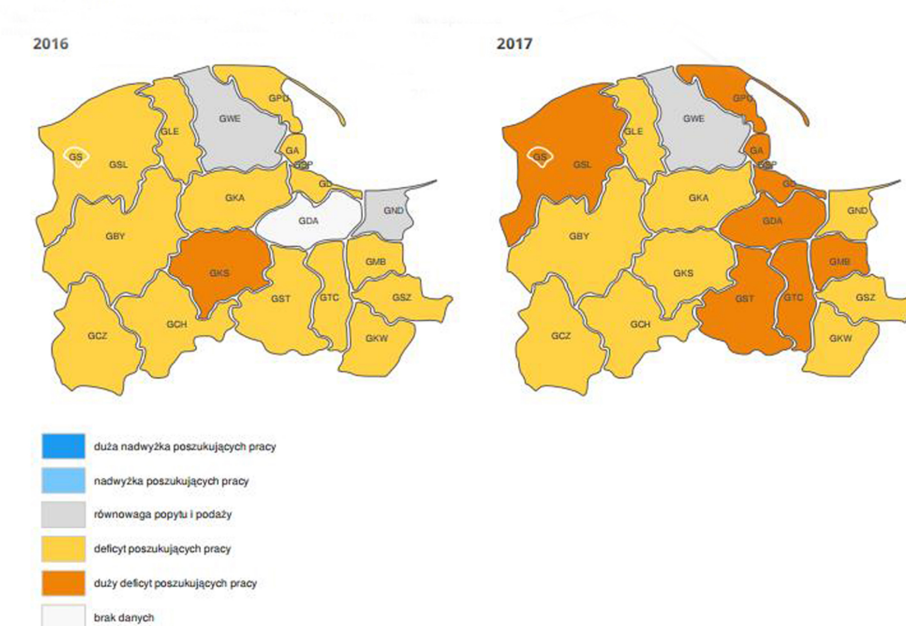 2016
2017
GPU
GWE
GLE
GA
GSP
GS
GSL
GD
GKA
GND
GDA
GBY
GKS
GMB
GST
GTC
GSZ
GCH
GCZ
GKW
GPU
GWE
GLE
GA
GSP
GS
GSL
GD
GKA
GND
GDA
GBY
GKS
GMB
GST
GTC
GSZ
GCH
GCZ
GKW
duża nadwyżka poszukujących pracy
nadwyżka poszukujących pracy
równowaga popytu i podaży
deficyt poszukujących pracy
duży deficyt poszukujących pracy
brak danych